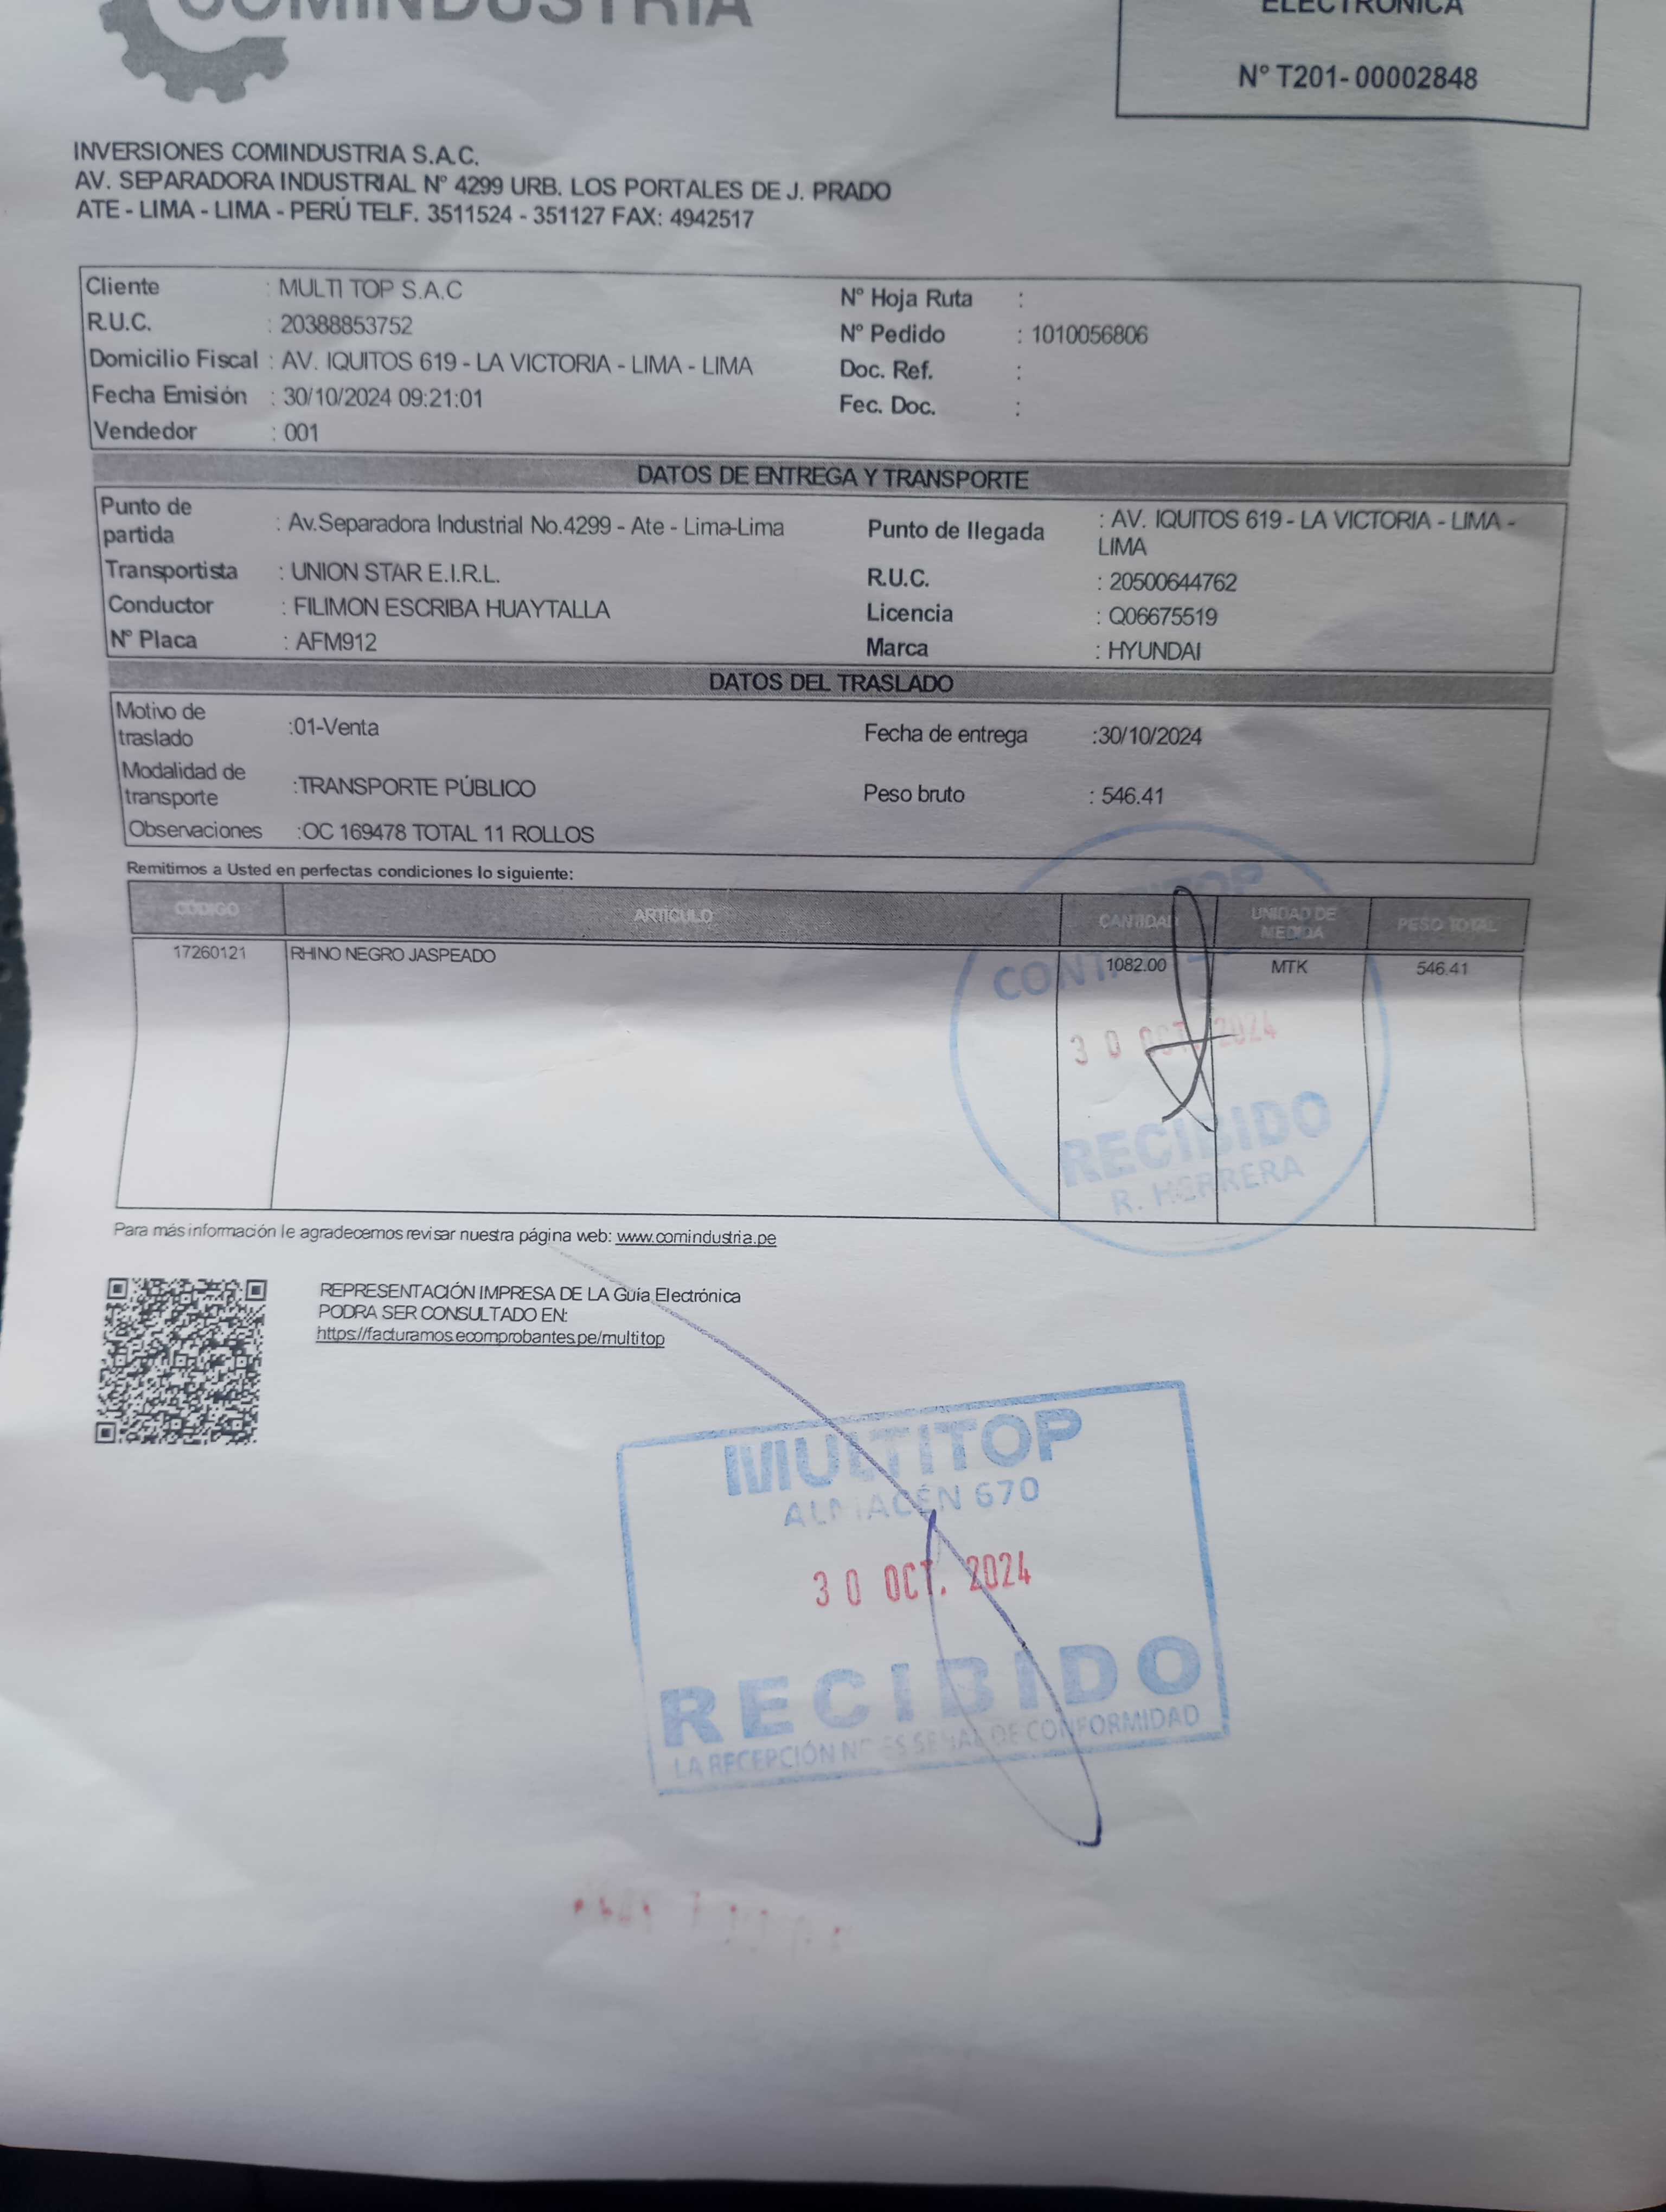 COMINDUSTRIA
ELECTRÓNICA
N° T201-00002848
INVERSIONES COMINDUSTRIA S.A.C.
AV. SEPARADORA INDUSTRIAL N° 4299 URB. LOS PORTALES DE J. PRADO
ATE - LIMA - LIMA - PERÚ TELF. 3511524 - 351127 FAX: 4942517
Cliente : MULTI TOP S.A.C
N° Hoja Ruta :
R.U.C. : 20388853752
N° Pedido : 1010056806
Domicilio Fiscal : AV. IQUITOS 619 - LA VICTORIA - LIMA - LIMA
Doc. Ref. :
Fecha Emisión : 30/10/2024 09:21:01
Fec. Doc. :
Vendedor : 001
DATOS DE ENTREGA Y TRANSPORTE
Punto de partida : Av.Separadora Industrial No.4299 - Ate - Lima-Lima
Punto de llegada : AV. IQUITOS 619 - LA VICTORIA - LIMA -
LIMA
Transportista : UNION STAR E.I.R.L.
R.U.C. : 20500644762
Conductor : FILIMON ESCRIBA HUAYTALLA
Licencia : Q06675519
N° Placa : AFM912
Marca : HYUNDAI
DATOS DEL TRASLADO
Motivo de traslado :01-Venta
Fecha de entrega :30/10/2024
Modalidad de transporte :TRANSPORTE PÚBLICO
Peso bruto : 546.41
Observaciones :OC 169478 TOTAL 11 ROLLOS
Remitimos a Usted en perfectas condiciones lo siguiente:
CÓDIGO ARTÍCULO CANTIDAD UNIDAD DE MEDIDA PESO TOTAL
17260121 RHINO NEGRO JASPEADO 1082.00 MTK 546.41
30 OCT. 2024
RECIBIDO
R. HERRERA
Para más información le agradecemos revisar nuestra página web: www.comindustria.pe
REPRESENTACIÓN IMPRESA DE LA Guía Electrónica
PODRA SER CONSULTADO EN:
https://facturamos.ecomprobantes.pe/multitop
MULTITOP
ALMACÉN 670
30 OCT. 2024
RECIBIDO
LA RECEPCIÓN NO ES SEÑAL DE CONFORMIDAD